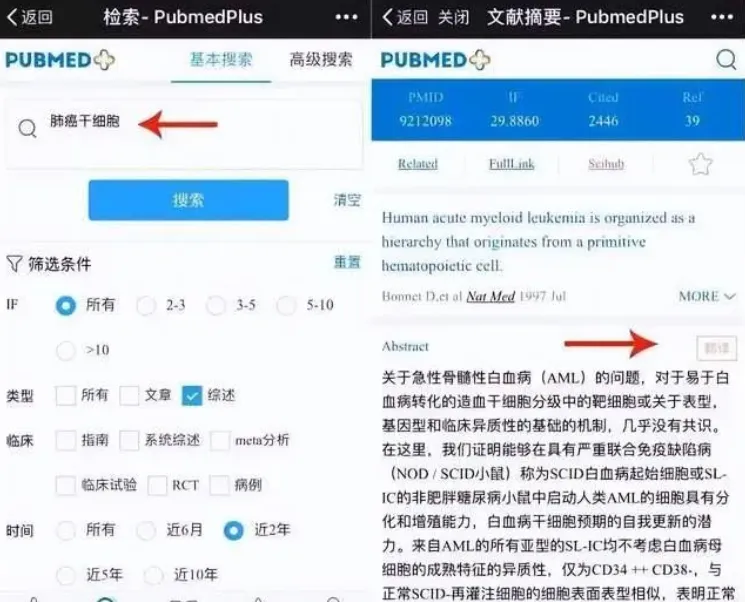 返回
检索- PubmedPlus
PUBMED
基本搜索
高级搜索
肺癌干细胞
搜索
清空
筛选条件
重置
IF
所有
2-3
3-5
5-10
>10
类型
所有
文章
综述
临床
指南
系统综述
meta分析
临床试验
RCT
病例
时间
所有
近6月
近2年
近5年
近10年
返回 关闭 文献摘要- PubmedPlus
PUBMED
PMID
IF
Cited
Ref
9212098
29.8860
2446
39
Related
FullLink
Scihub
Human acute myeloid leukemia is organized as a
hierarchy that originates from a primitive
hematopoietic cell.
Bonnet D,et al Nat Med 1997 Jul
MORE
Abstract
翻译
关于急性骨髓性白血病（AML）的问题，对于易于白
血病转化的造血干细胞分级中的靶细胞或关于表型，
基因型和临床异质性的基础的机制，几乎没有共识。
在这里，我们证明能够在具有严重联合免疫缺陷病
（NOD / SCID小鼠）称为SCID白血病起始细胞或SL-
IC的非肥胖糖尿病小鼠中启动人类AML的细胞具有分
化和增殖能力，白血病干细胞预期的自我更新的潜
力。来自AML的所有亚型的SL-IC均不考虑白血病母
细胞的成熟特征的异质性，仅为CD34 ++ CD38-，与
正常SCID-再灌注细胞的细胞表面表型相似，表明正常